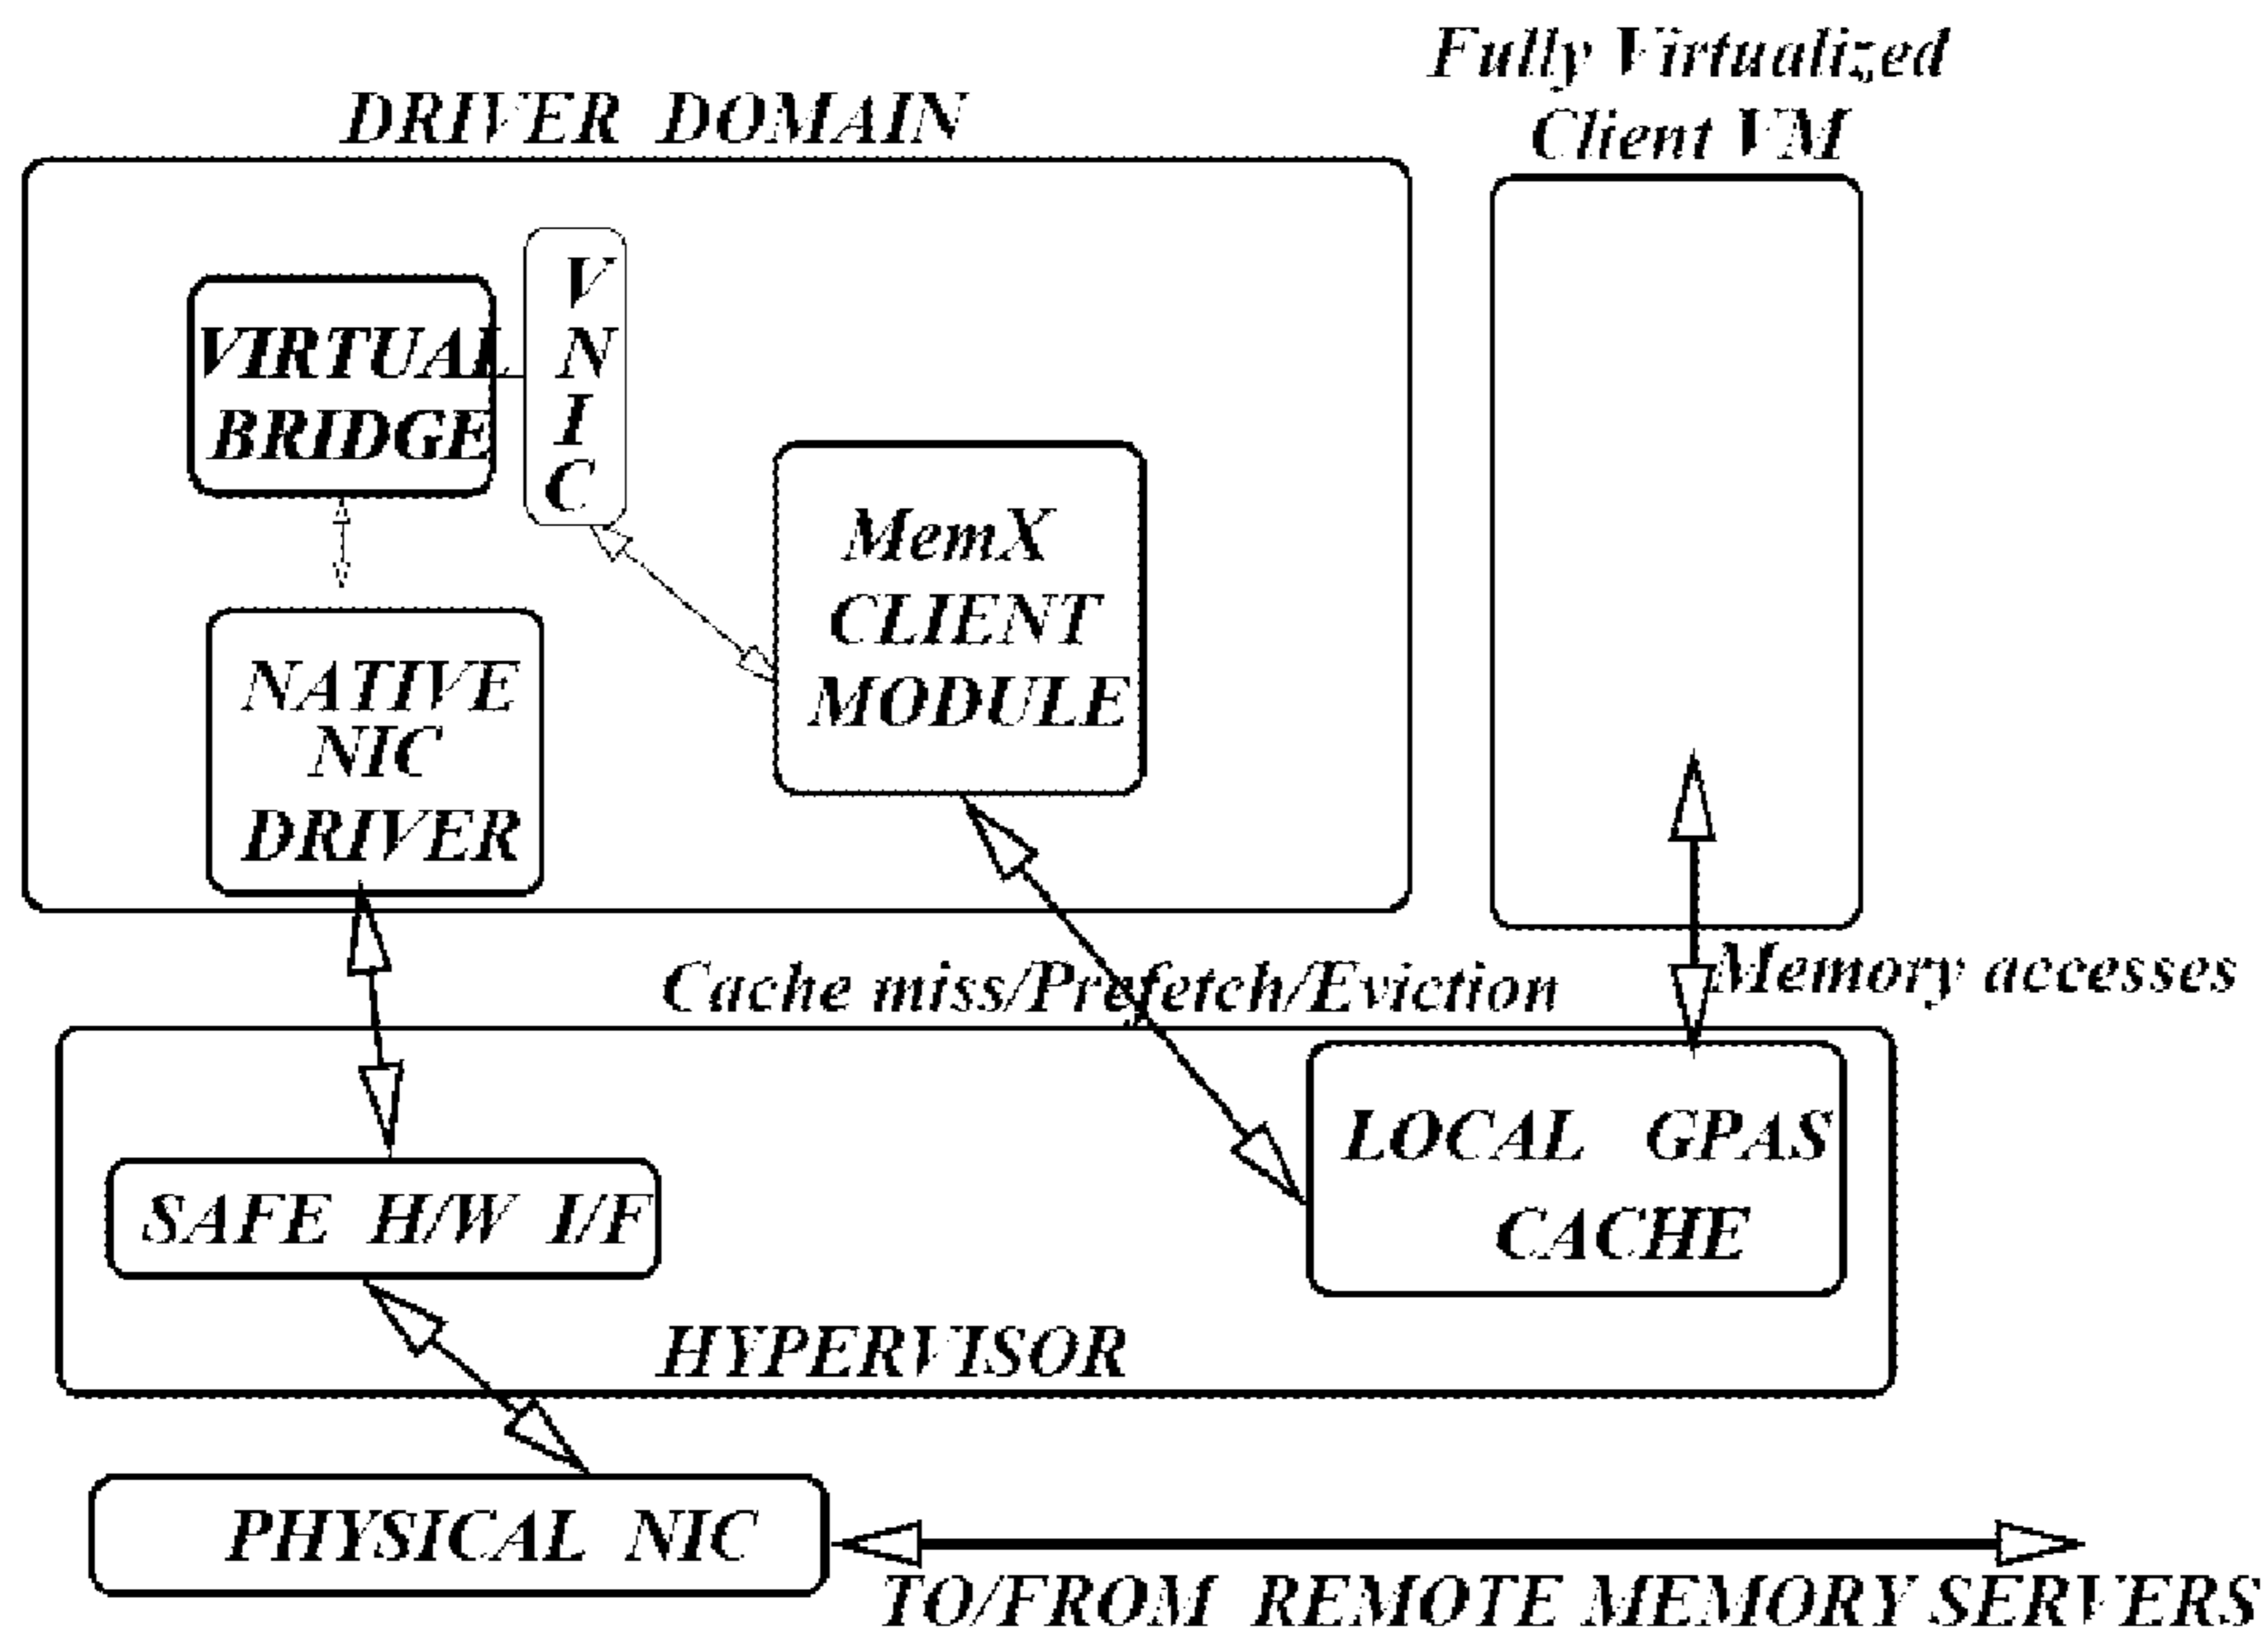 Fully Virtualized
Client VM
DRIVER DOMAIN
VIRTUAL
BRIDGE
V
N
I
C
MemX
CLIENT
MODULE
NATIVE
NIC
DRIVER
Cache miss/Prefetch/Eviction
Memory accesses
LOCAL GPAS
CACHE
SAFE H/W I/F
HYPERVISOR
PHYSICAL NIC
TO/FROM REMOTE MEMORY SERVERS